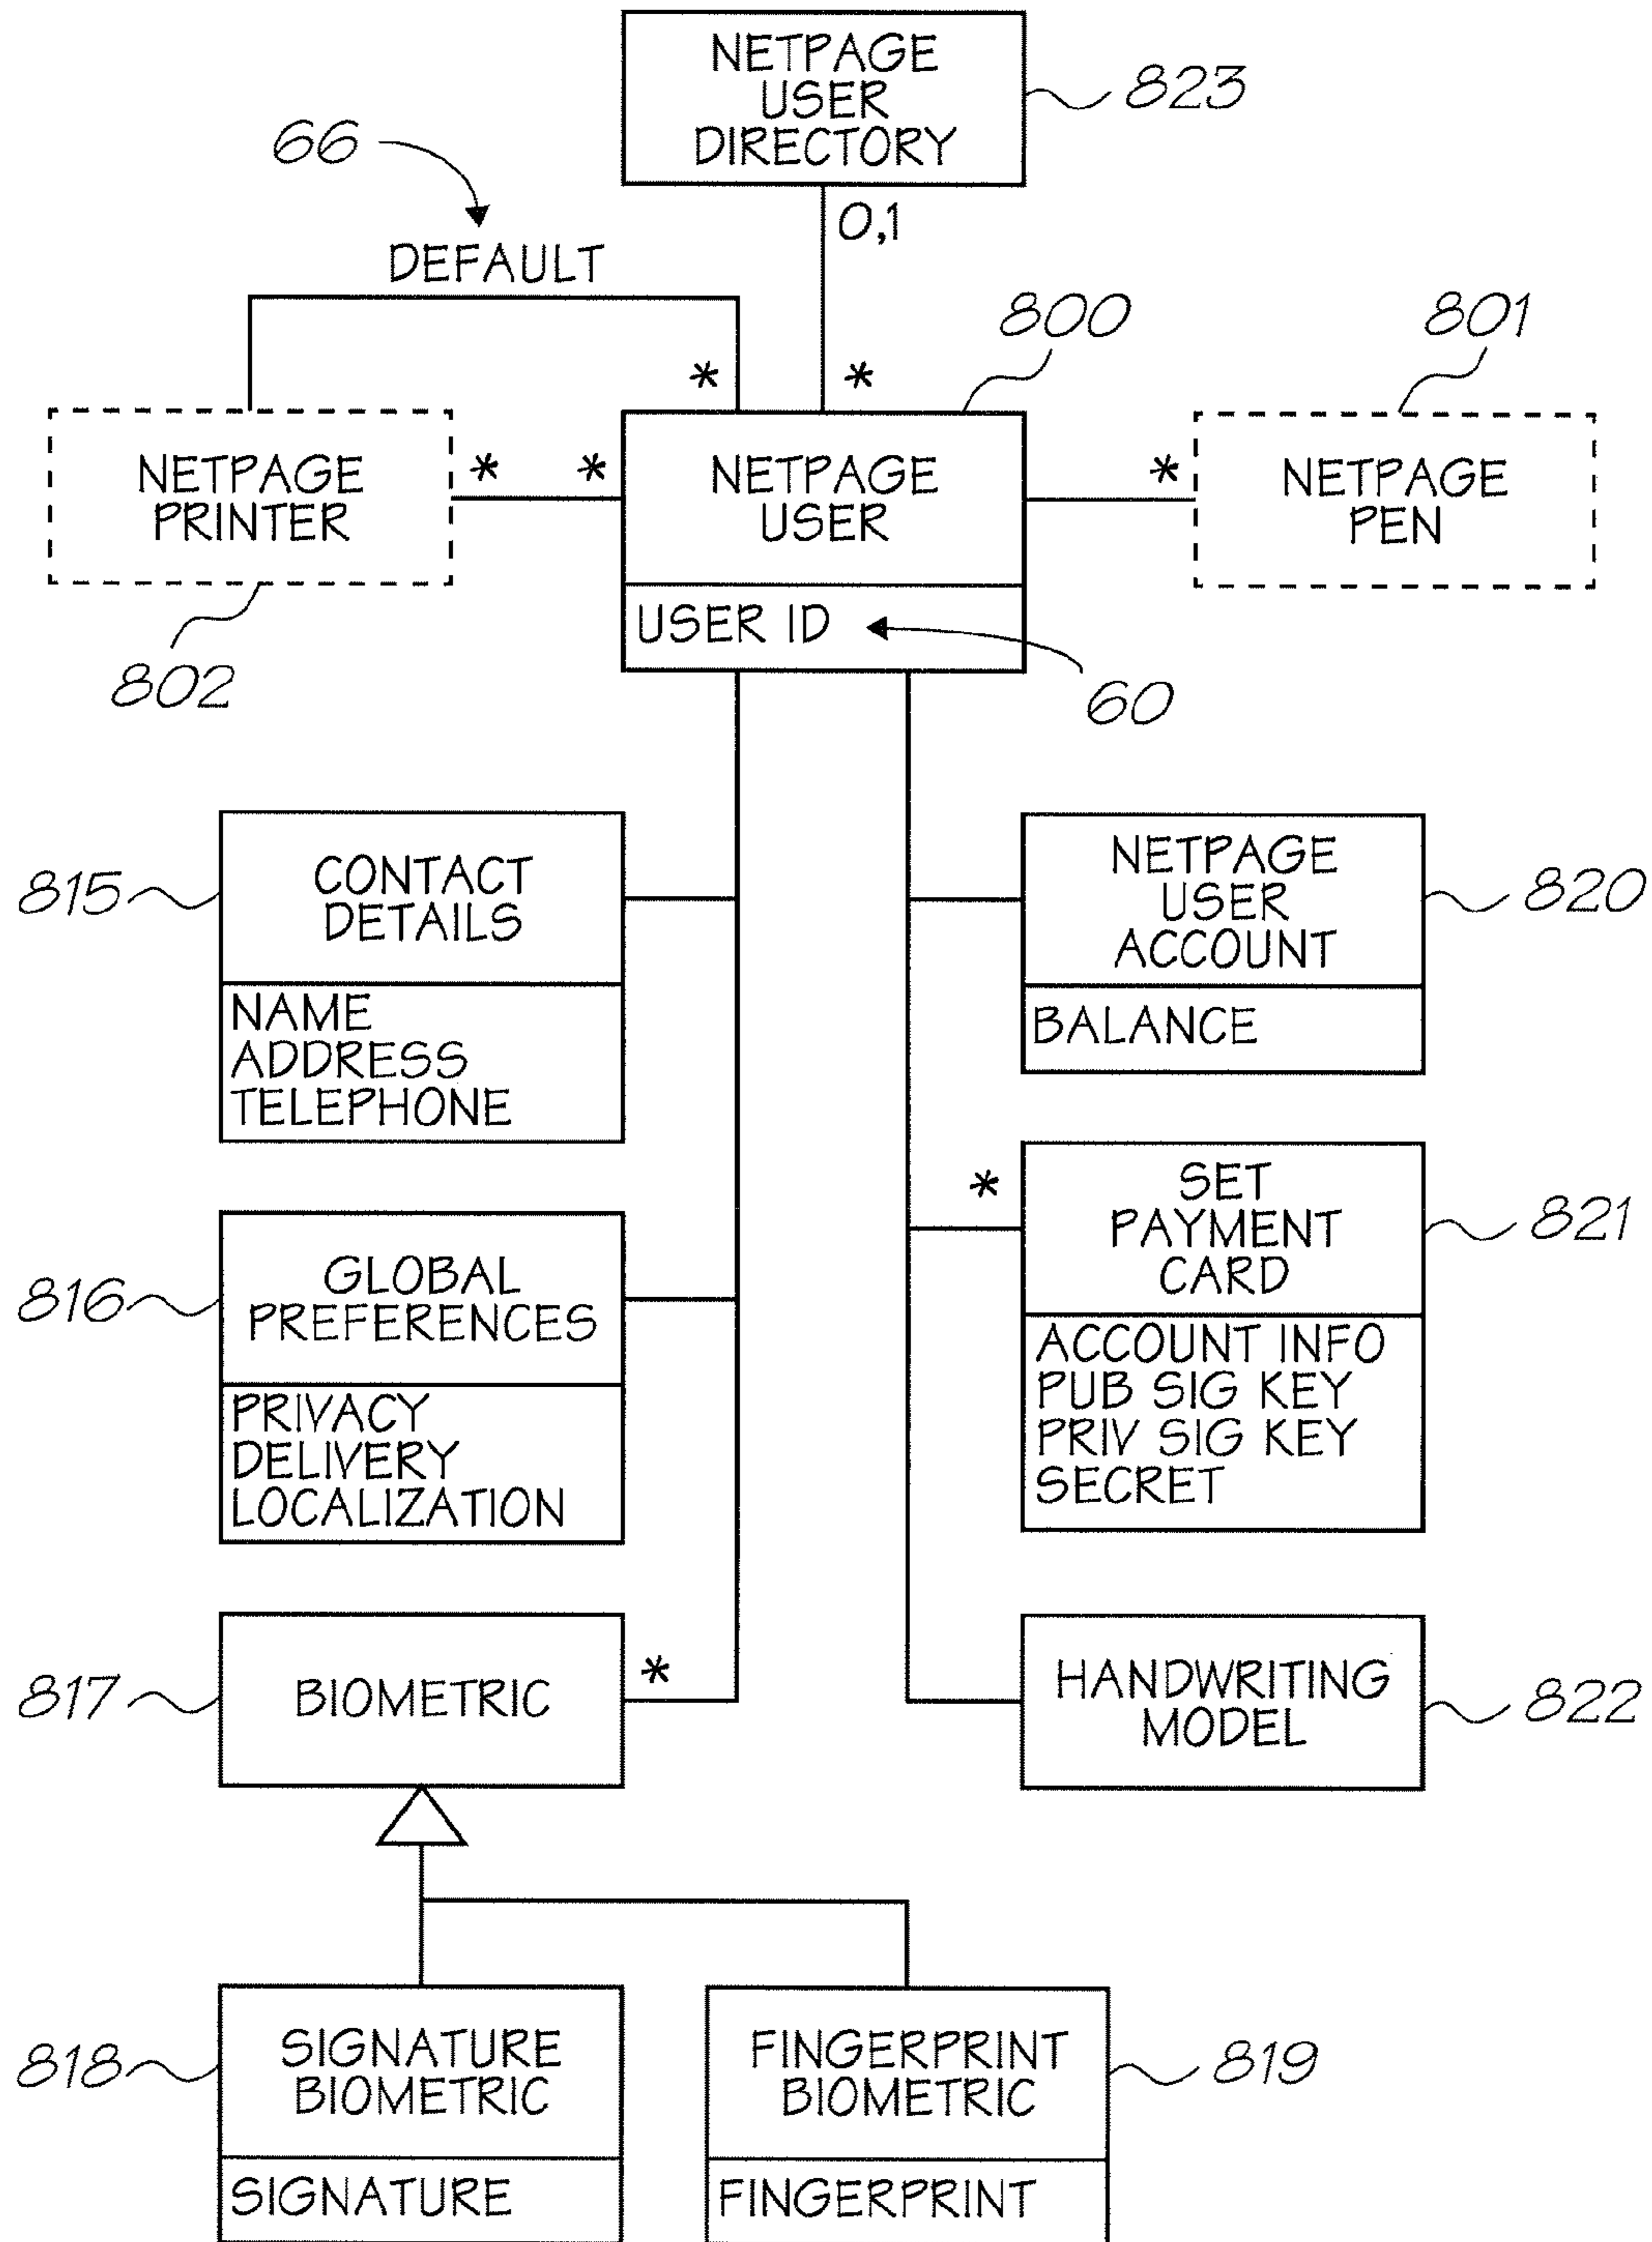 NETPAGE
USER
DIRECTORY
823
66
0,1
DEFAULT
800
801
*
*
NETPAGE
PRINTER
*
*
NETPAGE
USER
*
NETPAGE
PEN
USER ID
802
60
815
CONTACT
DETAILS
NAME
ADDRESS
TELEPHONE
NETPAGE
USER
ACCOUNT
820
BALANCE
816
GLOBAL
PREFERENCES
PRIVACY
DELIVERY
LOCALIZATION
*
SET
PAYMENT
CARD
821
ACCOUNT INFO
PUB SIG KEY
PRIV SIG KEY
SECRET
817
BIOMETRIC
*
HANDWRITING
MODEL
822
818
SIGNATURE
BIOMETRIC
SIGNATURE
FINGERPRINT
BIOMETRIC
819
FINGERPRINT